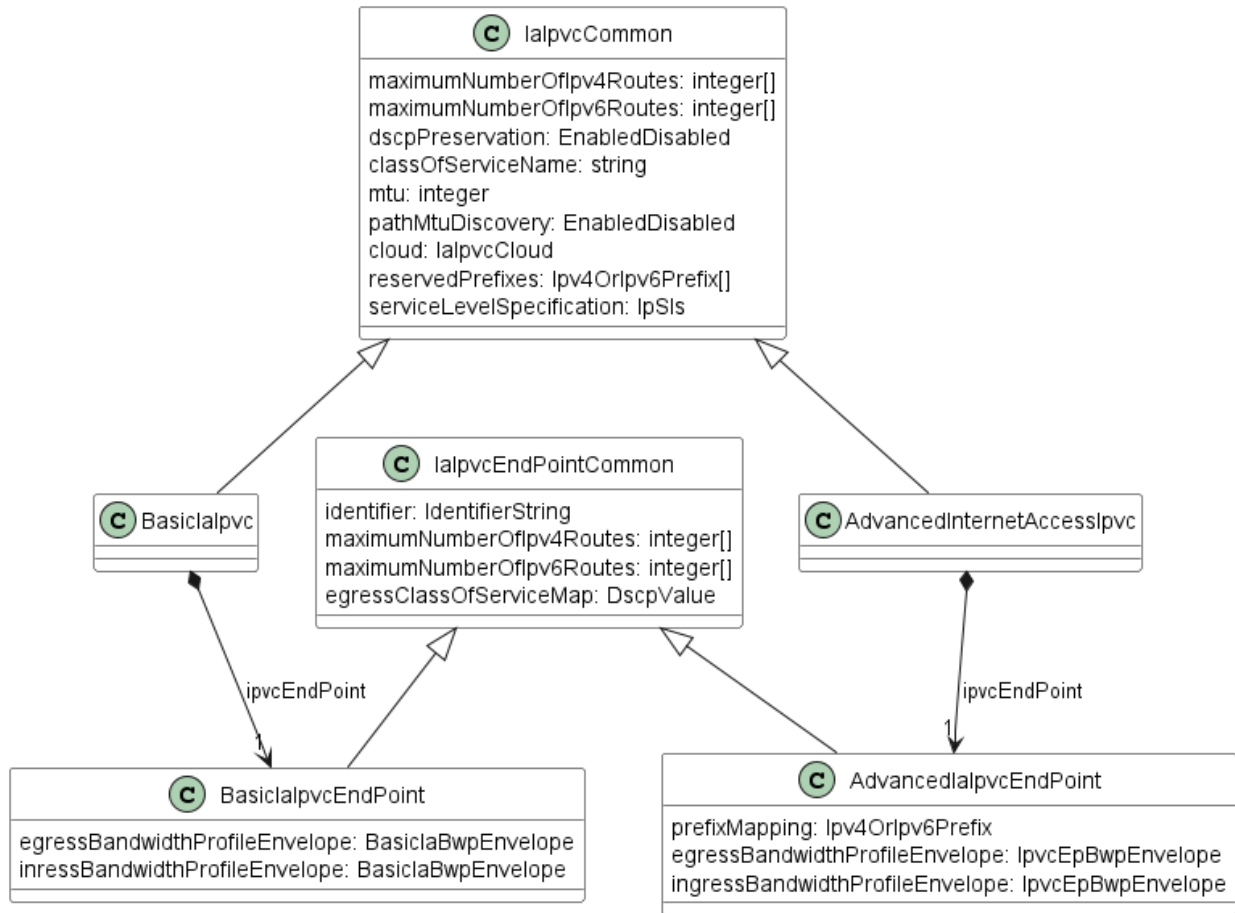 C IaIpvcCommon
maximumNumberOfIpv4Routes: integer[]
maximumNumberOfIpv6Routes: integer[]
dscpPreservation: EnabledDisabled
classOfServiceName: string
mtu: integer
pathMtuDiscovery: EnabledDisabled
cloud: IaIpvcCloud
reservedPrefixes: Ipv4OrIpv6Prefix[]
serviceLevelSpecification: IpSls
C IaIpvcEndPointCommon
identifier: IdentifierString
maximumNumberOfIpv4Routes: integer[]
maximumNumberOfIpv6Routes: integer[]
egressClassOfServiceMap: DscpValue
C BasicIaIpvc
C AdvancedInternetAccessIpvc
ipvcEndPoint
1
ipvcEndPoint
1
C BasicIaIpvcEndPoint
egressBandwidthProfileEnvelope: BasicIaBwpEnvelope
inressBandwidthProfileEnvelope: BasicIaBwpEnvelope
C AdvancedIaIpvcEndPoint
prefixMapping: Ipv4OrIpv6Prefix
egressBandwidthProfileEnvelope: IpvcEpBwpEnvelope
ingressBandwidthProfileEnvelope: IpvcEpBwpEnvelope